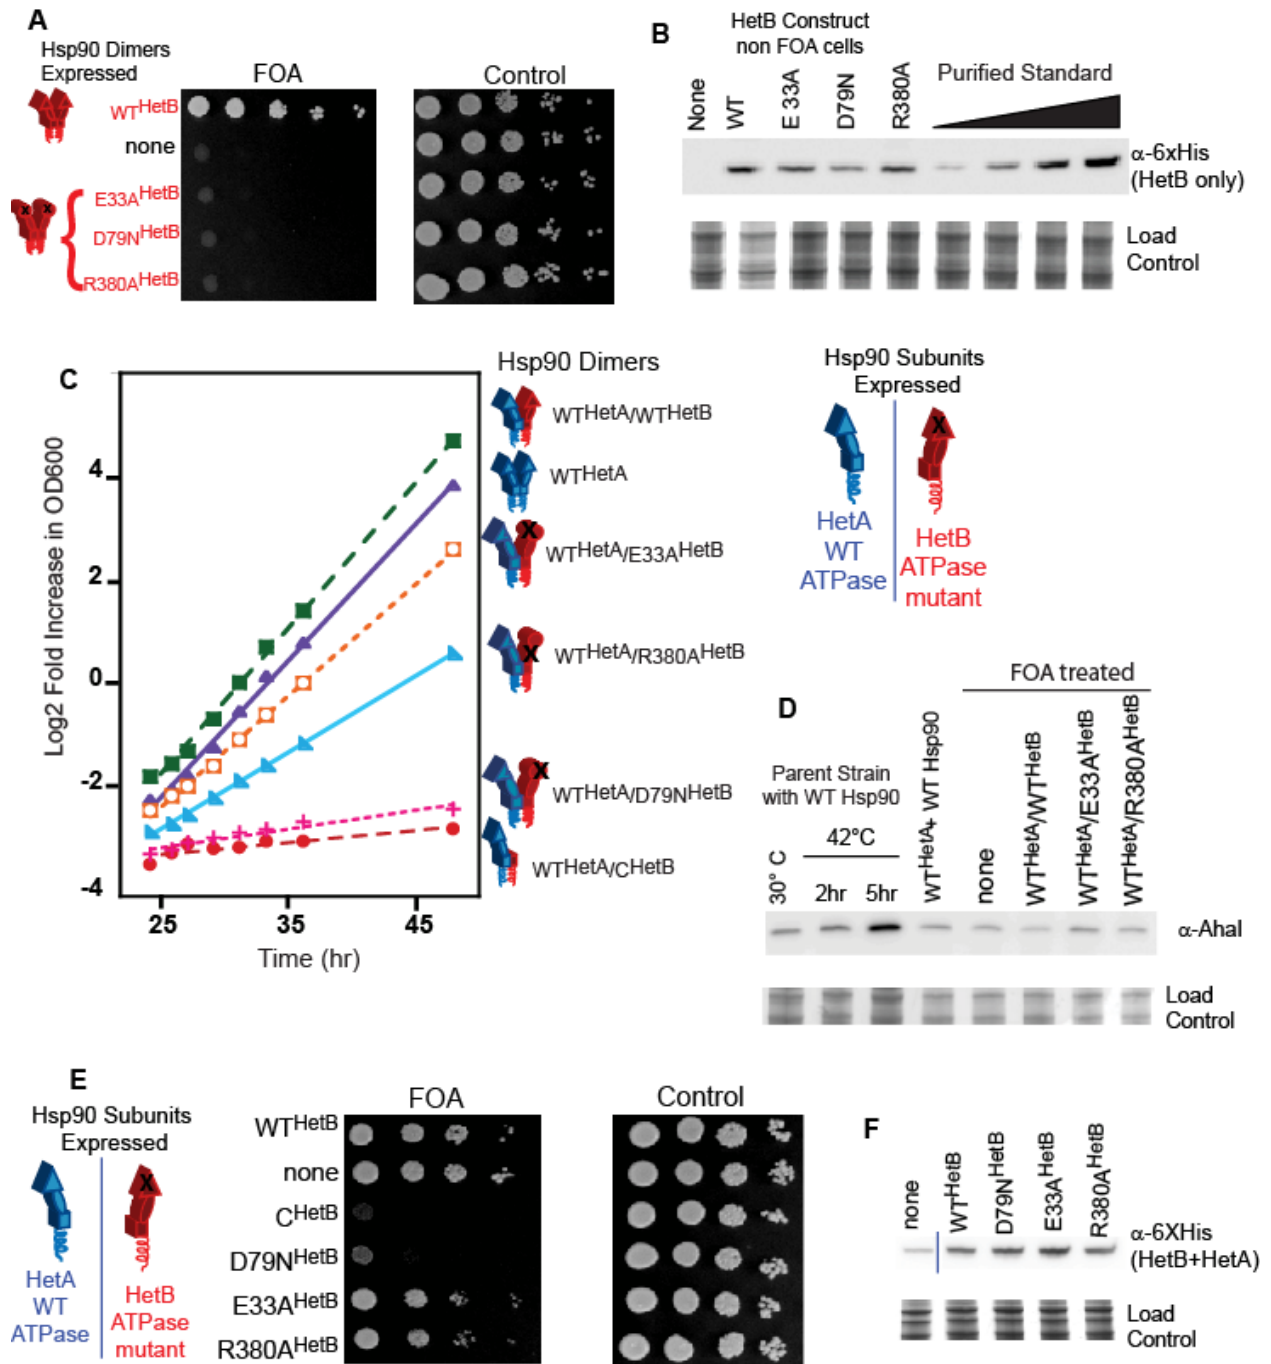 A
Hsp90 Dimers
Expressed
FOA
Control
WTHetB
none
E33AHetB
D79NHetB
R380AHetB
x x
B
HetB Construct
non FOA cells
None
WT
E 33A
D79N
R380A
Purified Standard
α-6xHis
(HetB only)
Load
Control
C
Log2 Fold Increase in OD600
4
2
0
-2
-4
25
35
45
Time (hr)
Hsp90 Dimers
WTHetA/WTHetB
WTHetA
X
WTHetA/E33AHetB
X
WTHetA/R380AHetB
X
WTHetA/D79NHetB
WTHetA/CHetB
Hsp90 Subunits
Expressed
X
HetA
WT
ATPase
HetB
ATPase
mutant
D
FOA treated
Parent Strain
with WT Hsp90
42°C
30° C
2hr
5hr
WTHetA+ WT Hsp90
none
WTHetA/WTHetB
WTHetA/E33AHetB
WTHetA/R380AHetB
α-AhaI
Load
Control
E
Hsp90 Subunits
Expressed
X
HetA
WT
ATPase
HetB
ATPase
mutant
FOA
Control
WTHetB
none
CHetB
D79NHetB
E33AHetB
R380AHetB
F
none
WTHetB
D79NHetB
E33AHetB
R380AHetB
α-6XHis
(HetB+HetA)
Load
Control